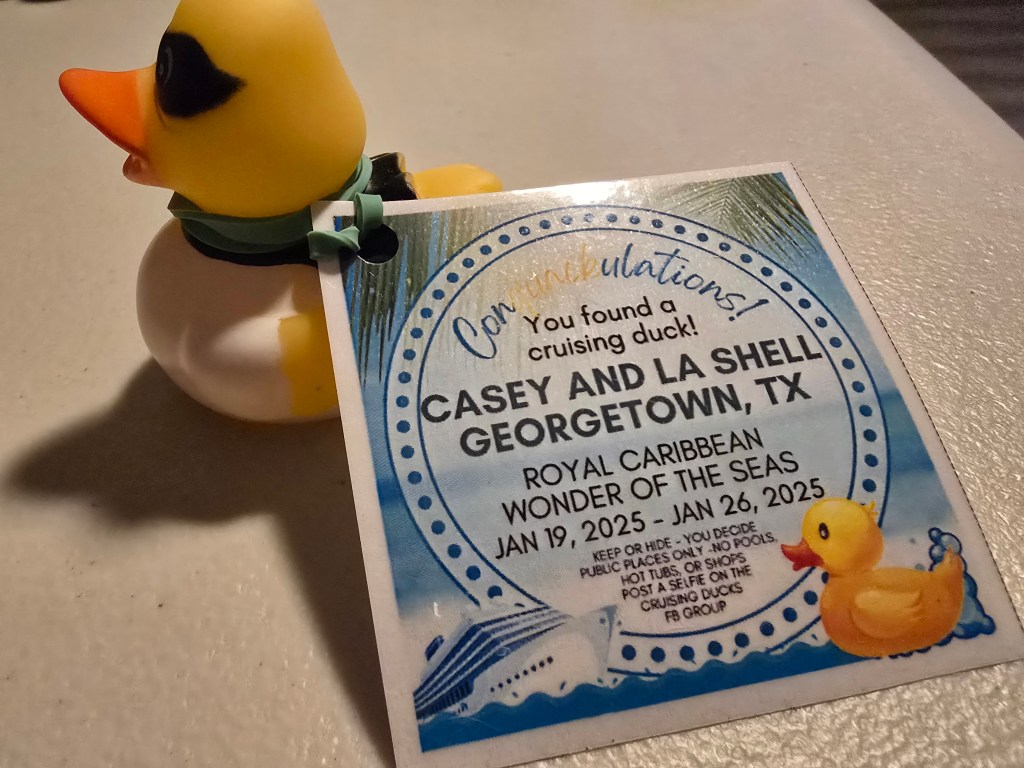 Conduckulations!
You found a
cruising duck!
CASEY AND LA SHELL
GEORGETOWN, TX
ROYAL CARIBBEAN
WONDER OF THE SEAS
JAN 19, 2025 - JAN 26, 2025
KEEP OR HIDE - YOU DECIDE
PUBLIC PLACES ONLY -NO POOLS,
HOT TUBS, OR SHOPS
POST A SELFIE ON THE
CRUISING DUCKS
FB GROUP